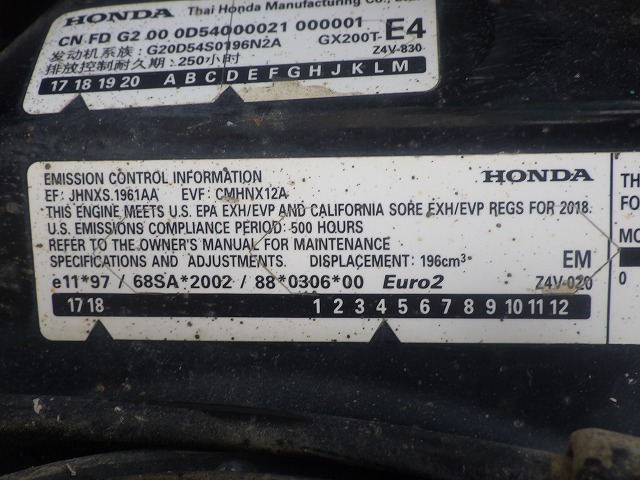 HONDA Thai Honda Manufacturing Co.,
CN FD G2 00 0D54000021 000001
发动机系族：G20D54S0196N2A GX200T- E4
排放控制耐久期：250小时 Z4V-830
17 18 19 20 A B C D E F G H J K L M
EMISSION CONTROL INFORMATION HONDA
EF: JHNXS.1961AA EVF: CMHNX12A
THIS ENGINE MEETS U.S. EPA EXH/EVP AND CALIFORNIA SORE EXH/EVP REGS FOR 2018.
U.S. EMISSIONS COMPLIANCE PERIOD: 500 HOURS
REFER TO THE OWNER'S MANUAL FOR MAINTENANCE
SPECIFICATIONS AND ADJUSTMENTS. DISPLACEMENT: 196cm³ EM
e11*97 / 68SA*2002 / 88*0306*00 Euro2 Z4V-020
17 18 1 2 3 4 5 6 7 8 9 10 11 12
0